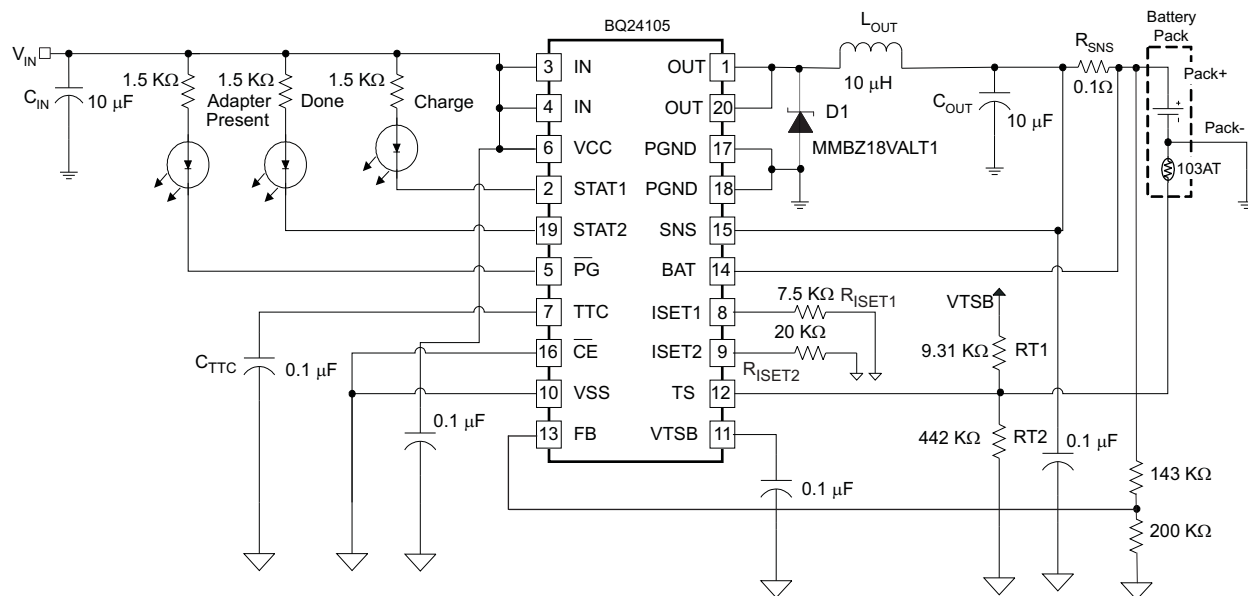 BQ24105
V_IN
C_IN
10 μF
1.5 KΩ
Adapter
Present
1.5 KΩ
Done
1.5 KΩ
Charge
3 IN
4 IN
6 VCC
2 STAT1
19 STAT2
5 P̅G̅
7 TTC
16 C̅E̅
10 VSS
13 FB
OUT 1
OUT 20
PGND 17
PGND 18
SNS 15
BAT 14
ISET1 8
ISET2 9
TS 12
VTSB 11
C_TTC
0.1 μF
0.1 μF
L_OUT
10 μH
D1
MMBZ18VALT1
C_OUT
10 μF
R_SNS
0.1Ω
Battery
Pack
Pack+
+
-
Pack-
103AT
7.5 KΩ
R_ISET1
20 KΩ
R_ISET2
VTSB
9.31 KΩ
RT1
442 KΩ
RT2
0.1 μF
0.1 μF
143 KΩ
200 KΩ